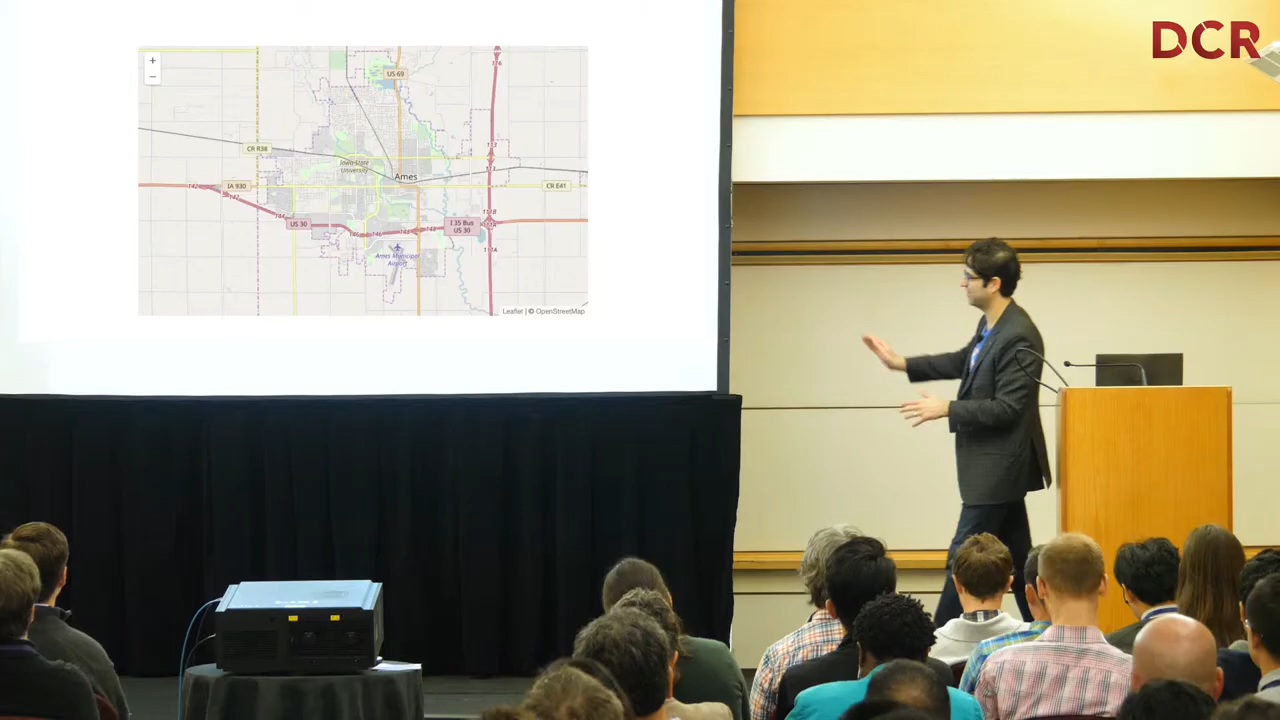 DCR
+
−
US 69
CR R38
Iowa State
University
Ames
IA 930
CR E41
US 30
I 35 Bus
US 30
Ames Municipal
Airport
Leaflet | © OpenStreetMap